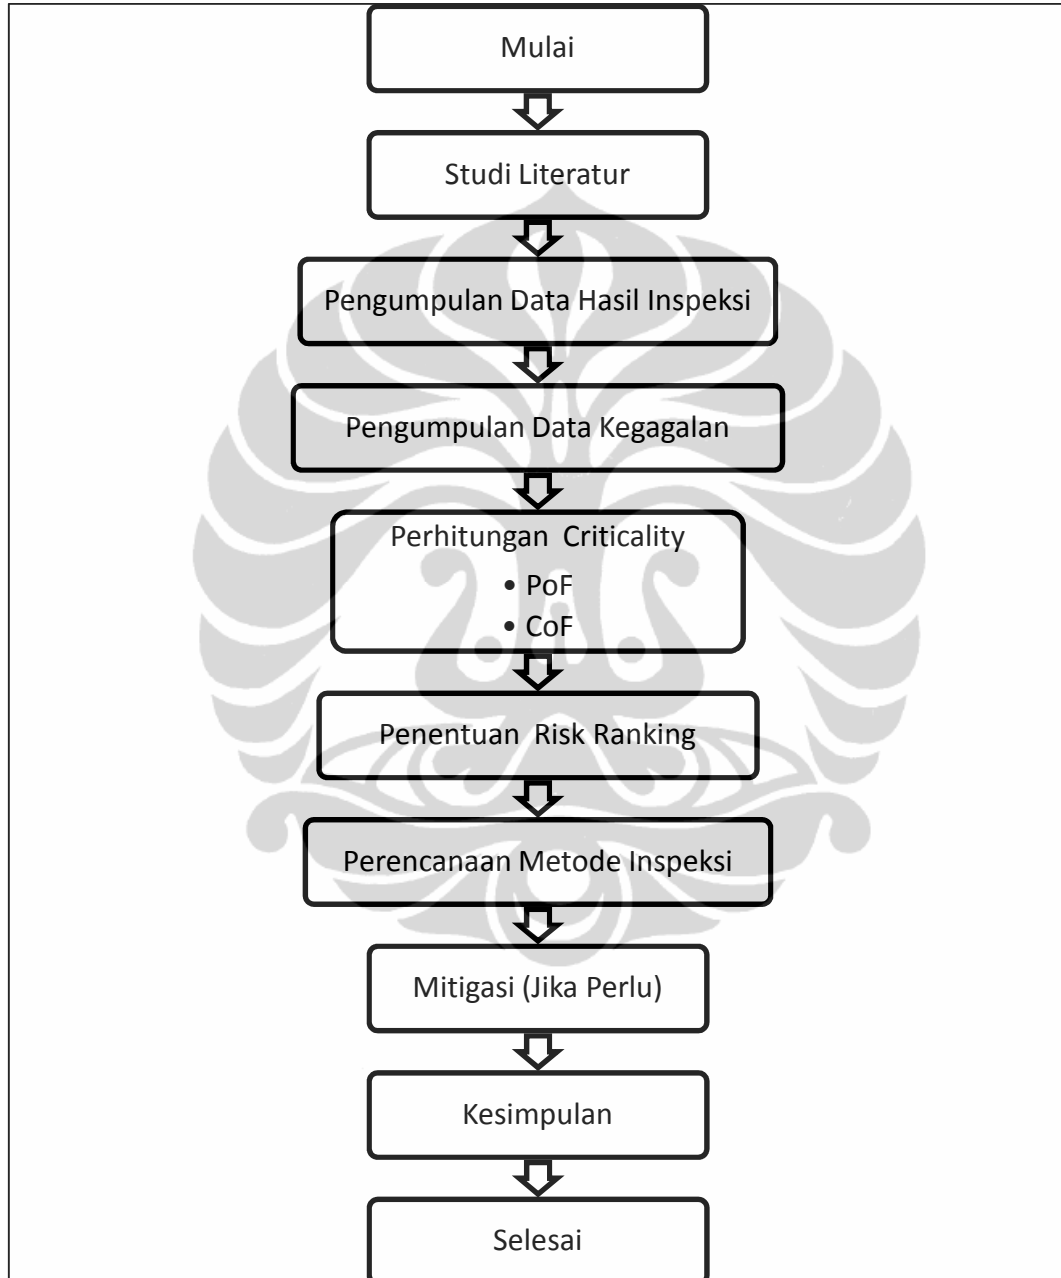 Mulai
Studi Literatur
Pengumpulan Data Hasil Inspeksi
Pengumpulan Data Kegagalan
Perhitungan Criticality
• PoF
• CoF
Penentuan Risk Ranking
Perencanaan Metode Inspeksi
Mitigasi (Jika Perlu)
Kesimpulan
Selesai